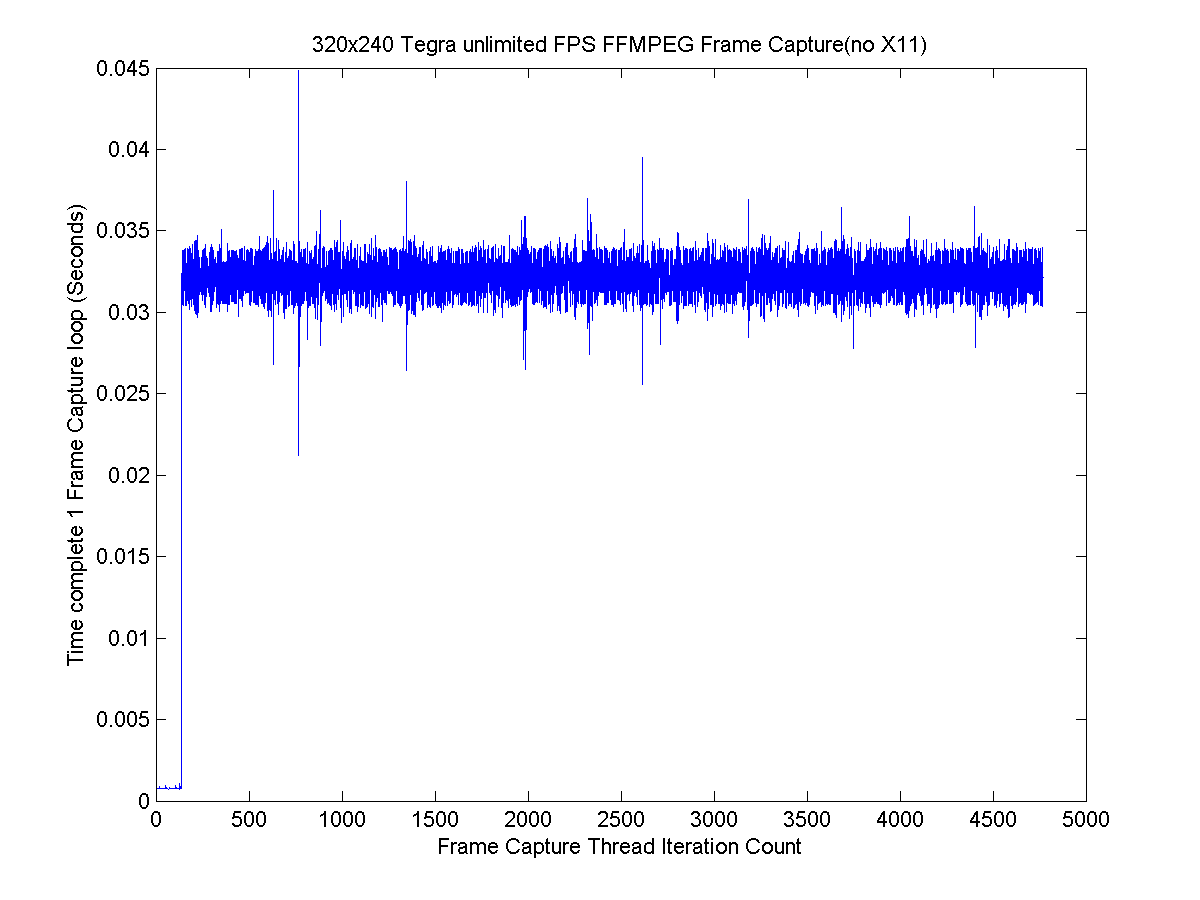 320x240 Tegra unlimited FPS FFMPEG Frame Capture(no X11)
Time complete 1 Frame Capture loop (Seconds)
0.045
0.04
0.035
0.03
0.025
0.02
0.015
0.01
0.005
0
0 500 1000 1500 2000 2500 3000 3500 4000 4500 5000
Frame Capture Thread Iteration Count